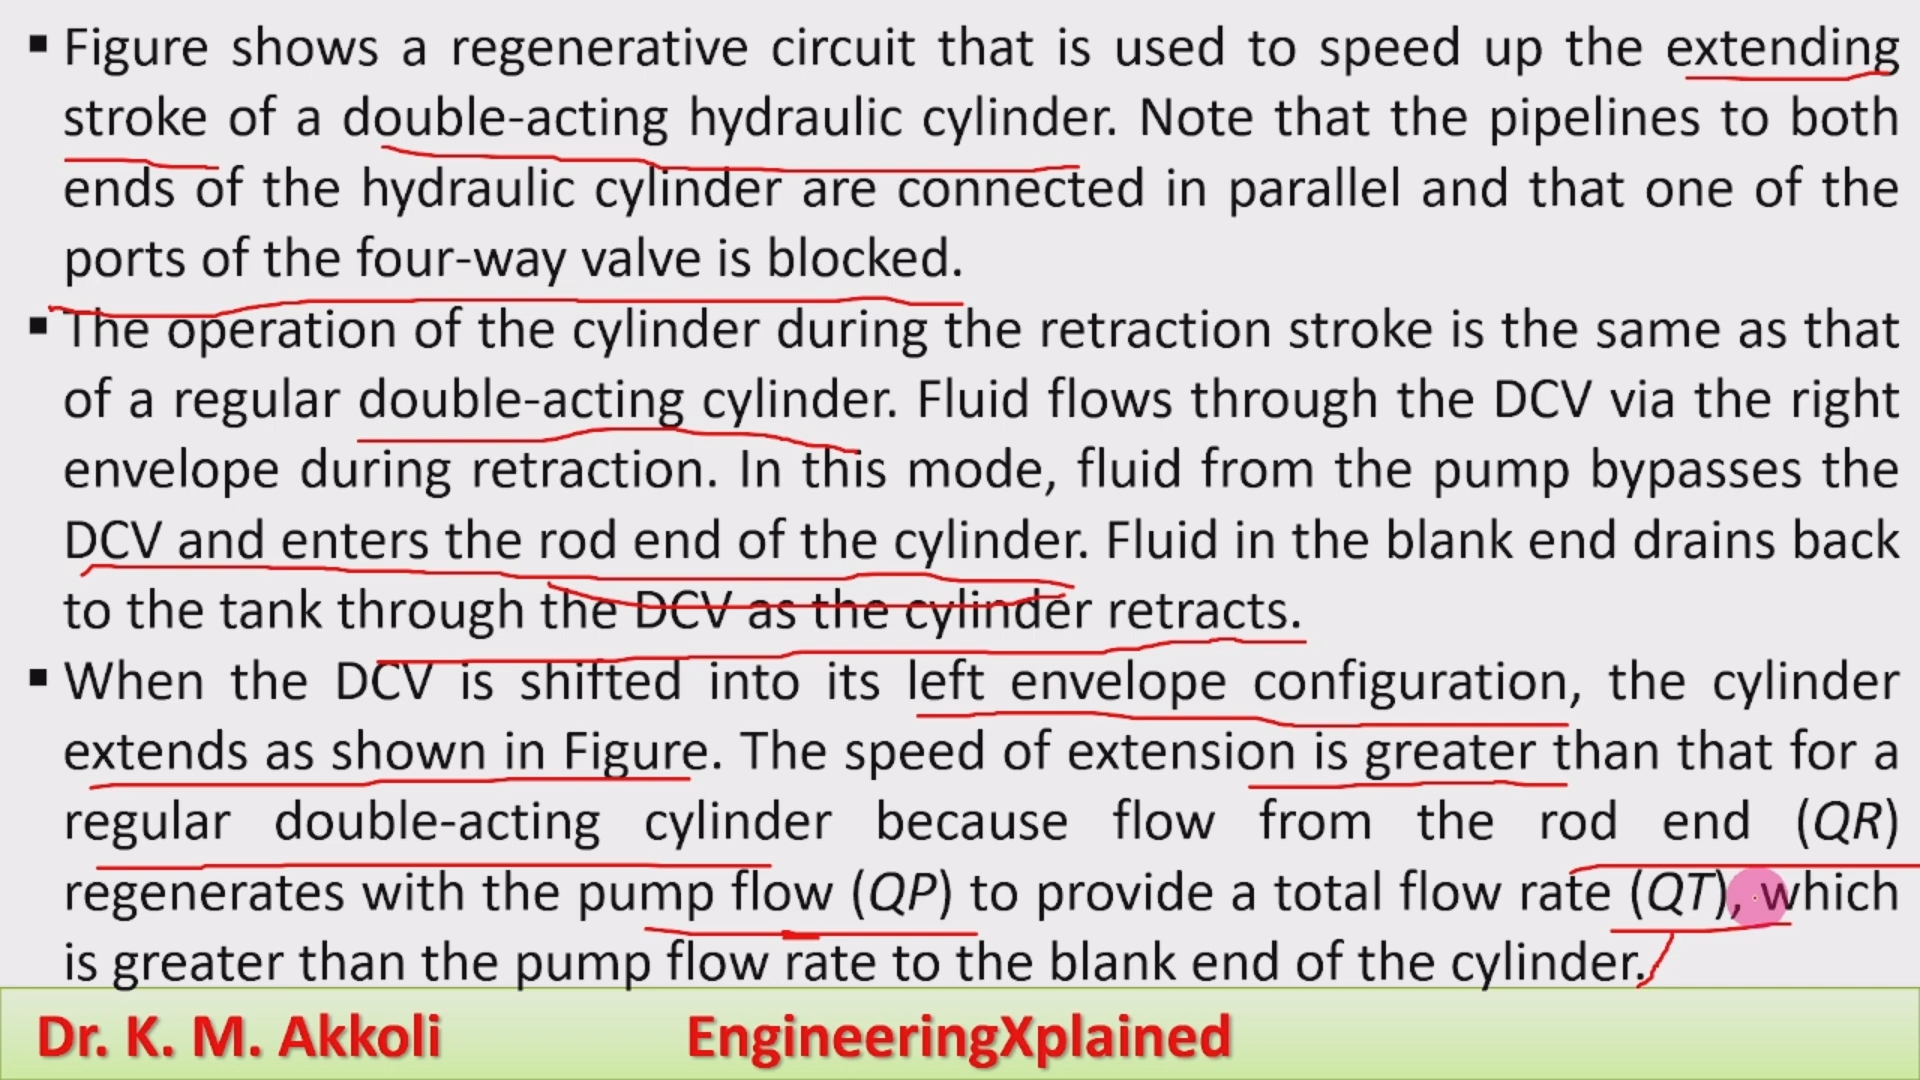 ▪ Figure shows a regenerative circuit that is used to speed up the extending
stroke of a double-acting hydraulic cylinder. Note that the pipelines to both
ends of the hydraulic cylinder are connected in parallel and that one of the
ports of the four-way valve is blocked.
▪ The operation of the cylinder during the retraction stroke is the same as that
of a regular double-acting cylinder. Fluid flows through the DCV via the right
envelope during retraction. In this mode, fluid from the pump bypasses the
DCV and enters the rod end of the cylinder. Fluid in the blank end drains back
to the tank through the DCV as the cylinder retracts.
▪ When the DCV is shifted into its left envelope configuration, the cylinder
extends as shown in Figure. The speed of extension is greater than that for a
regular double-acting cylinder because flow from the rod end (QR)
regenerates with the pump flow (QP) to provide a total flow rate (QT), which
is greater than the pump flow rate to the blank end of the cylinder.
Dr. K. M. Akkoli EngineeringXplained